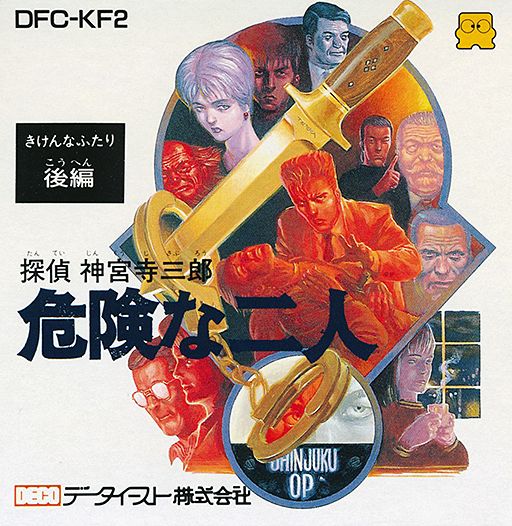 DFC-KF2
きけんなふたり
こうへん
後編
たんていじんぐうじさぶろう
探偵 神宮寺三郎
危険な二人
SHINJUKU
OP
DECO データイースト株式会社